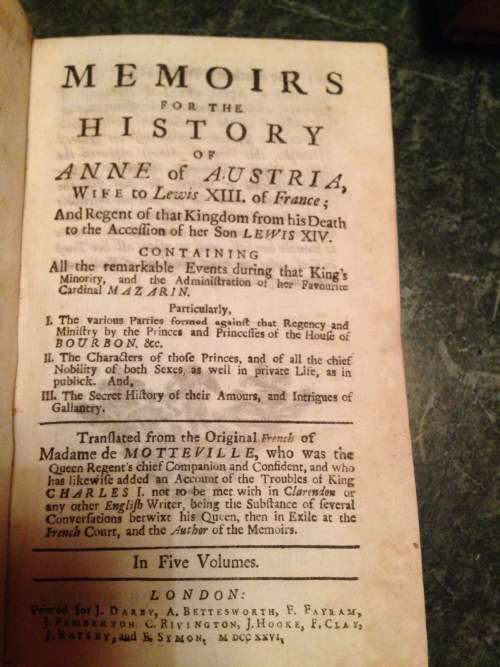 MEMOIRS
FOR THE
HISTORY
OF
ANNE of AUSTRIA,
WIFE to Lewis XIII. of France;
And Regent of that Kingdom from his Death
to the Acceſſion of her Son LEWIS XIV.
CONTAINING
All the remarkable Events during that King's
Minority, and the Adminiſtration of her Favourite
Cardinal MAZARIN.
Particularly,
I. The various Parties formed againſt that Regency and
Miniſtry by the Princes and Princeſſes of the Houſe of
BOURBON, &c.
II. The Characters of thoſe Princes, and of all the chief
Nobility of both Sexes, as well in private Life, as in
publick. And,
III. The Secret Hiſtory of their Amours, and Intrigues of
Gallantry.
Tranſlated from the Original French of
Madame de MOTTEVILLE, who was the
Queen Regent's chief Companion and Confident, and who
has likewiſe added an Account of the Troubles of King
CHARLES I. not to be met with in Clarendon or
any other Engliſh Writer, being the Subſtance of ſeveral
Converſations betwixt his Queen, then in Exile at the
French Court, and the Author of the Memoirs.
In Five Volumes.
LONDON:
Printed for J. DARBY, A. BETTESWORTH, F. FAYRAM,
J. PEMBERTON, C. RIVINGTON, J. HOOKE, F. CLAY,
J. BATLEY, and E. SYMON, M DCC XXVI.